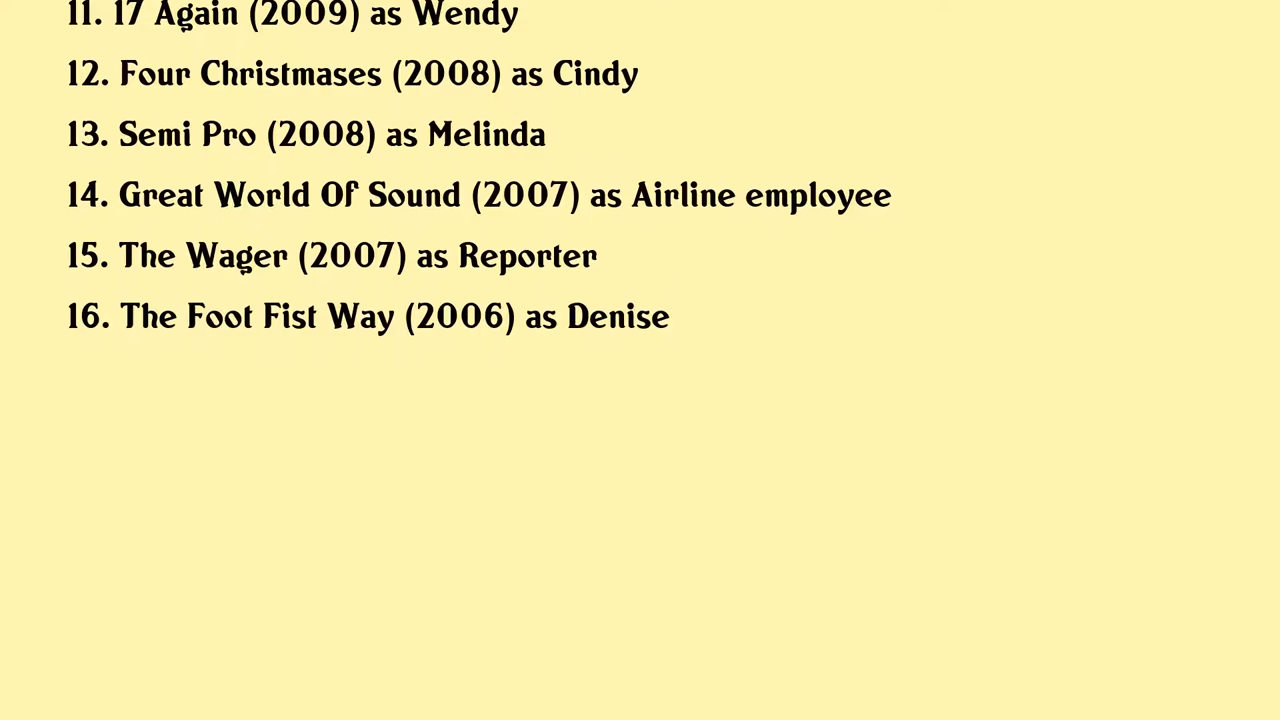 11. 17 Again (2009) as Wendy
12. Four Christmases (2008) as Cindy
13. Semi Pro (2008) as Melinda
14. Great World Of Sound (2007) as Airline employee
15. The Wager (2007) as Reporter
16. The Foot Fist Way (2006) as Denise